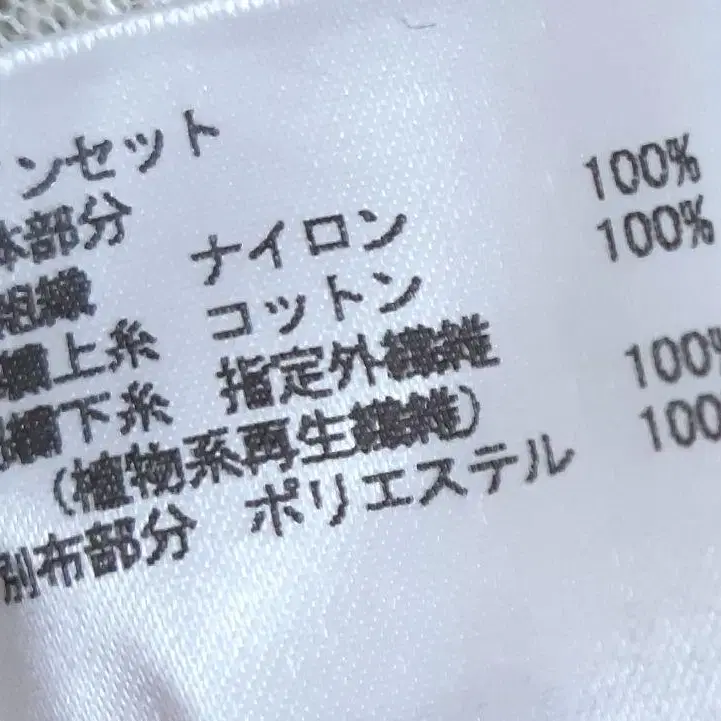 ンセット
本部分
組織 ナイロン 100%
上糸 コットン 100%
下糸 指定外繊維 100%
(植物系再生繊維)
別布部分 ポリエステル 100